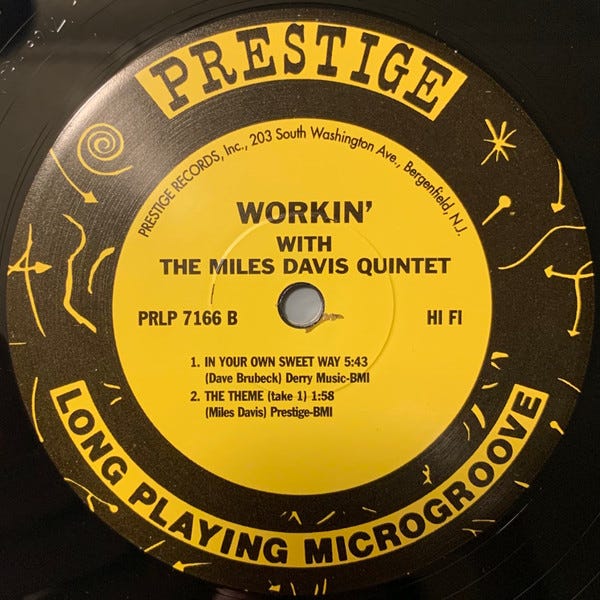 PRESTIGE
PRESTIGE RECORDS, Inc., 203 South Washington Ave., Bergenfield, N.J.
WORKIN'
WITH
THE MILES DAVIS QUINTET
PRLP 7166 B HI FI
1. IN YOUR OWN SWEET WAY 5:43
(Dave Brubeck) Derry Music-BMI
2. THE THEME (take 1) 1:58
(Miles Davis) Prestige-BMI
LONG PLAYING MICROGROOVE